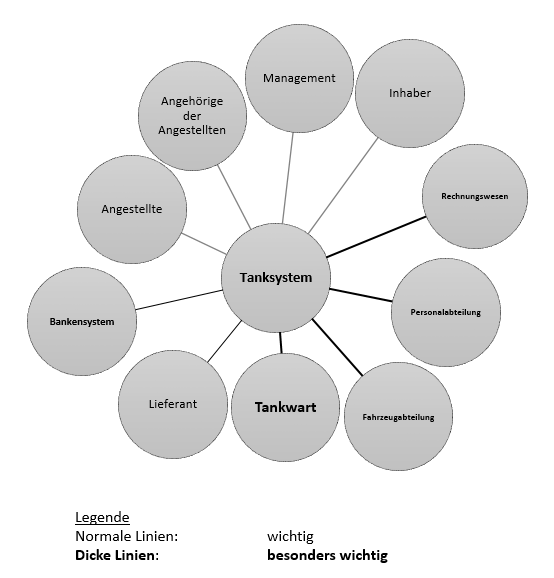 Management
Inhaber
Angehörige
der
Angestellten
Rechnungswesen
Angestellte
Tanksystem
Personalabteilung
Bankensystem
Lieferant
Tankwart
Fahrzeugabteilung
Legende
Normale Linien: wichtig
Dicke Linien: besonders wichtig